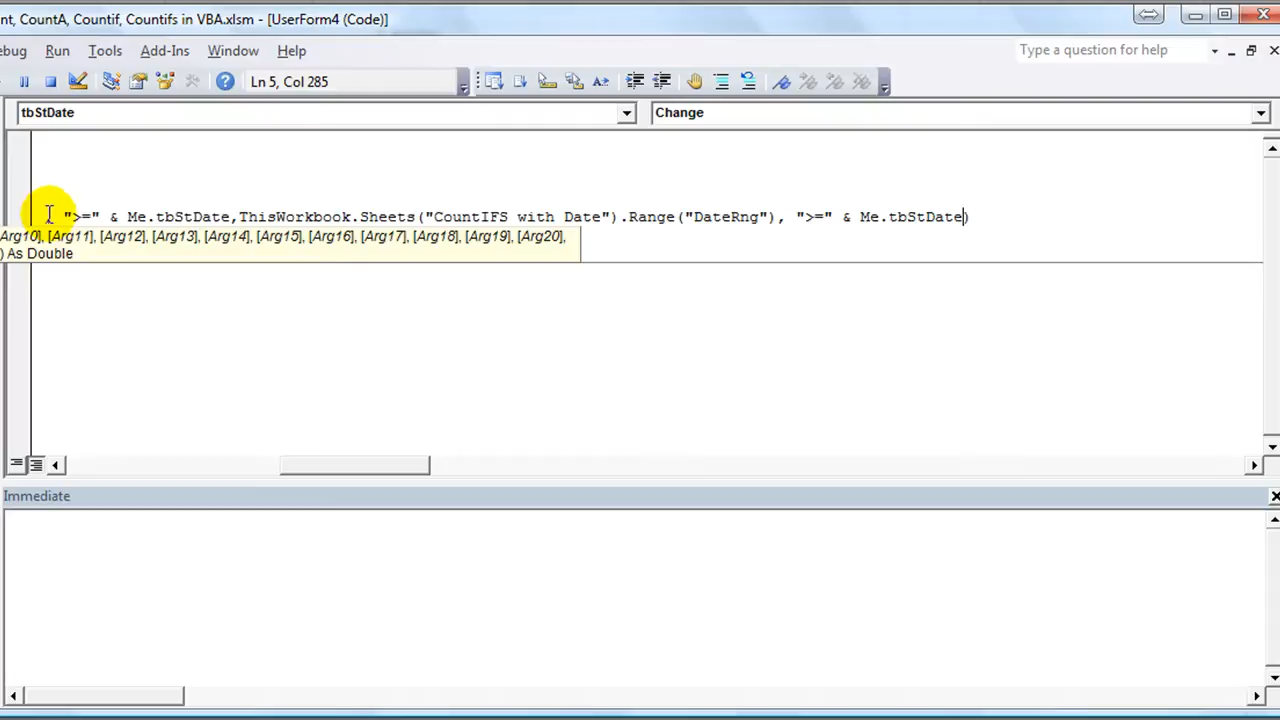 nt, CountA, Countif, Countifs in VBA.xlsm - [UserForm4 (Code)]
ebug Run Tools Add-Ins Window Help Type a question for help
Ln 5, Col 285
tbStDate Change
">=" & Me.tbStDate,ThisWorkbook.Sheets("CountIFS with Date").Range("DateRng"), ">=" & Me.tbStDate)
Arg10], [Arg11], [Arg12], [Arg13], [Arg14], [Arg15], [Arg16], [Arg17], [Arg18], [Arg19], [Arg20],
) As Double
Immediate